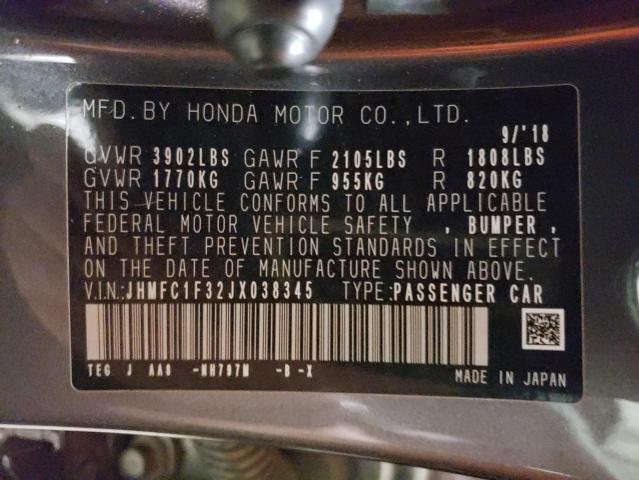 MFD. BY HONDA MOTOR CO., LTD.
9/'18
GVWR 3902LBS GAWR F 2105LBS R 1808LBS
GVWR 1770KG GAWR F 955KG R 820KG
THIS VEHICLE CONFORMS TO ALL APPLICABLE
FEDERAL MOTOR VEHICLE SAFETY , BUMPER ,
AND THEFT PREVENTION STANDARDS IN EFFECT
ON THE DATE OF MANUFACTURE SHOWN ABOVE.
V.I.N.:JHMFC1F32JX038345 TYPE:PASSENGER CAR
TEG J AA0 -NH797M -B -X
MADE IN JAPAN